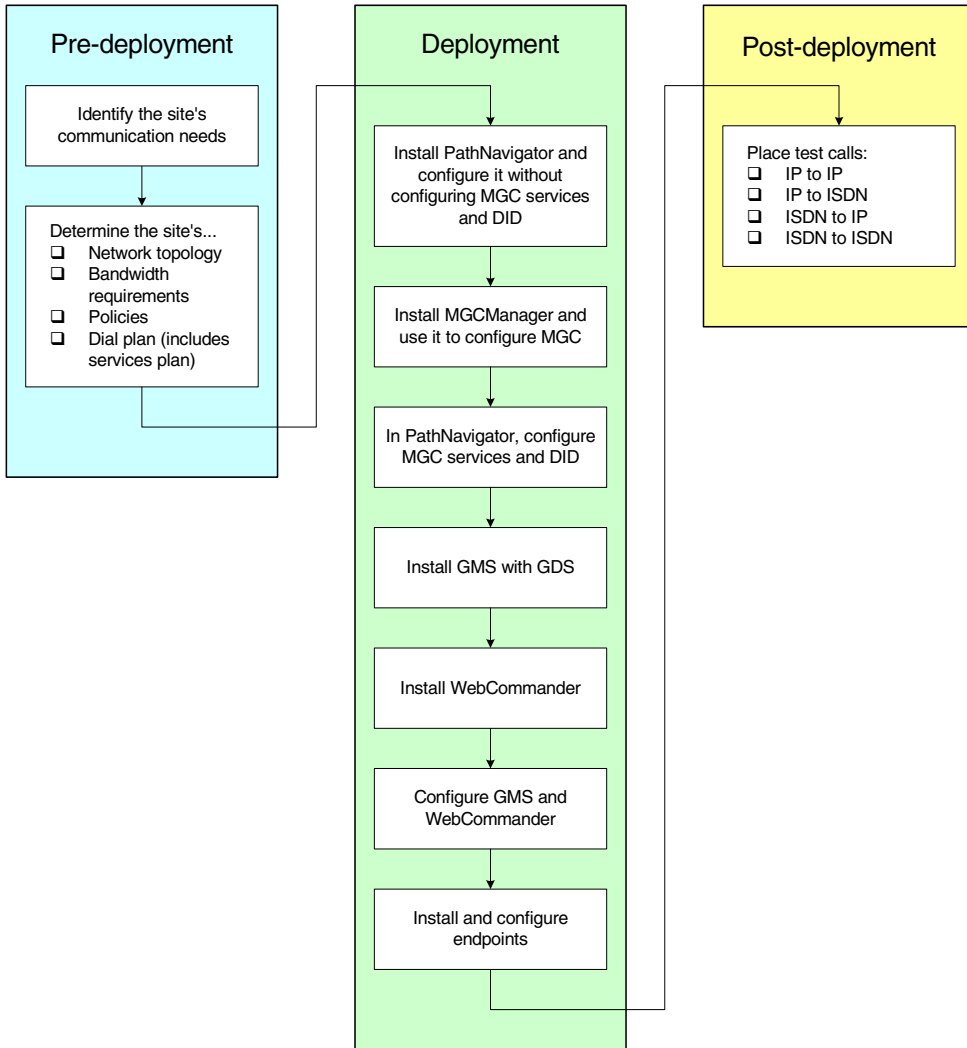 Pre-deployment
Identify the site's
communication needs
Determine the site's...
❑ Network topology
❑ Bandwidth
requirements
❑ Policies
❑ Dial plan (includes
services plan)
Deployment
Install PathNavigator and
configure it without
configuring MGC services
and DID
Install MGCManager and
use it to configure MGC
In PathNavigator, configure
MGC services and DID
Install GMS with GDS
Install WebCommander
Configure GMS and
WebCommander
Install and configure
endpoints
Post-deployment
Place test calls:
❑ IP to IP
❑ IP to ISDN
❑ ISDN to IP
❑ ISDN to ISDN